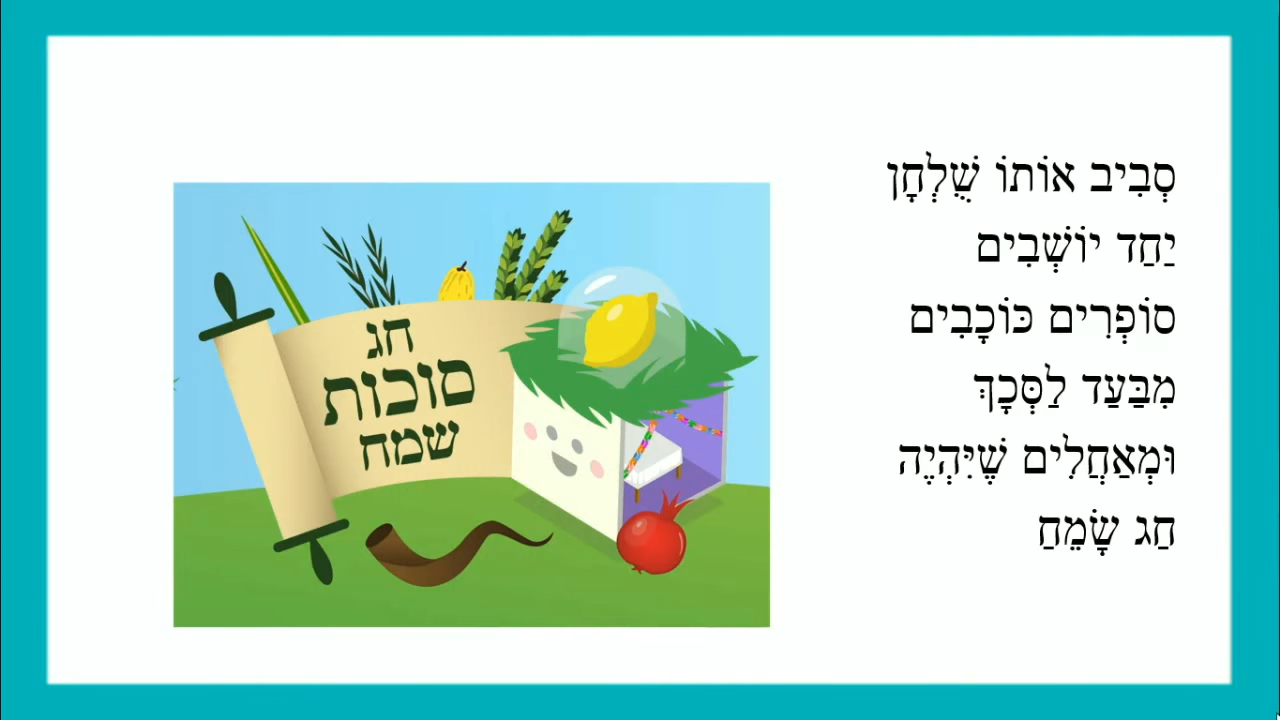 חג
סוכות
שמח
סְבִיב אוֹתוֹ שֻׁלְחָן
יַחַד יוֹשְׁבִים
סוֹפְרִים כּוֹכָבִים
מִבַּעַד לַסְּכָךְ
וּמְאַחֲלִים שֶׁיִּהְיֶה
חַג שָׂמֵחַ